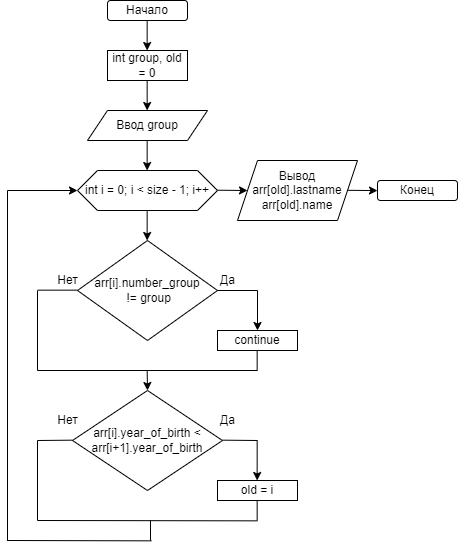 Начало
int group, old
= 0
Ввод group
int i = 0; i < size - 1; i++
Вывод
arr[old].lastname
arr[old].name
Конец
Нет
arr[i].number_group
!= group
Да
continue
Нет
arr[i].year_of_birth <
arr[i+1].year_of_birth
Да
old = i